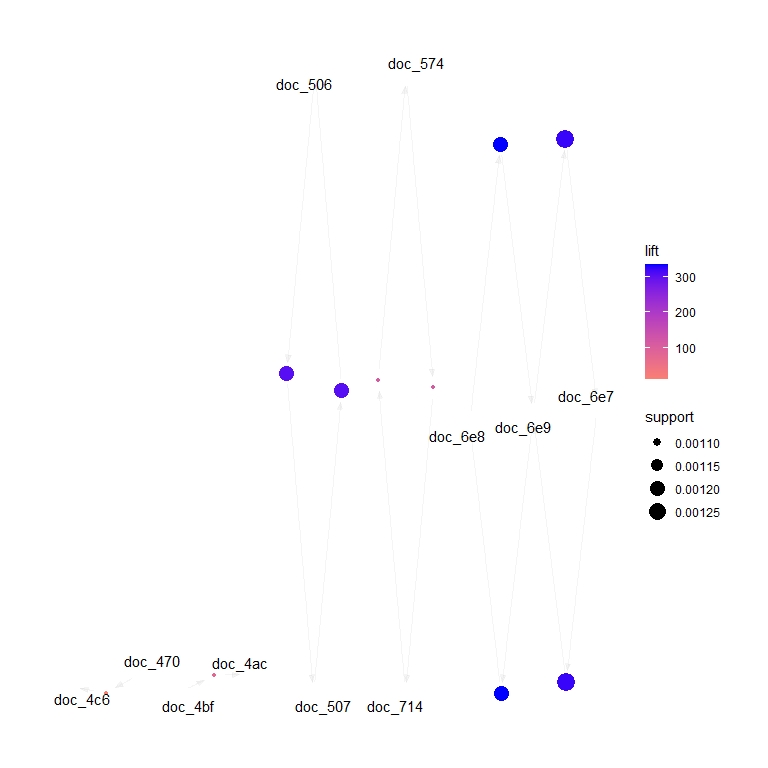 doc_574
doc_506
lift
300
200
100
doc_6e7
support
doc_6e9
doc_6e8
0.00110
0.00115
0.00120
0.00125
doc_470
doc_4ac
doc_4c6
doc_4bf
doc_507
doc_714